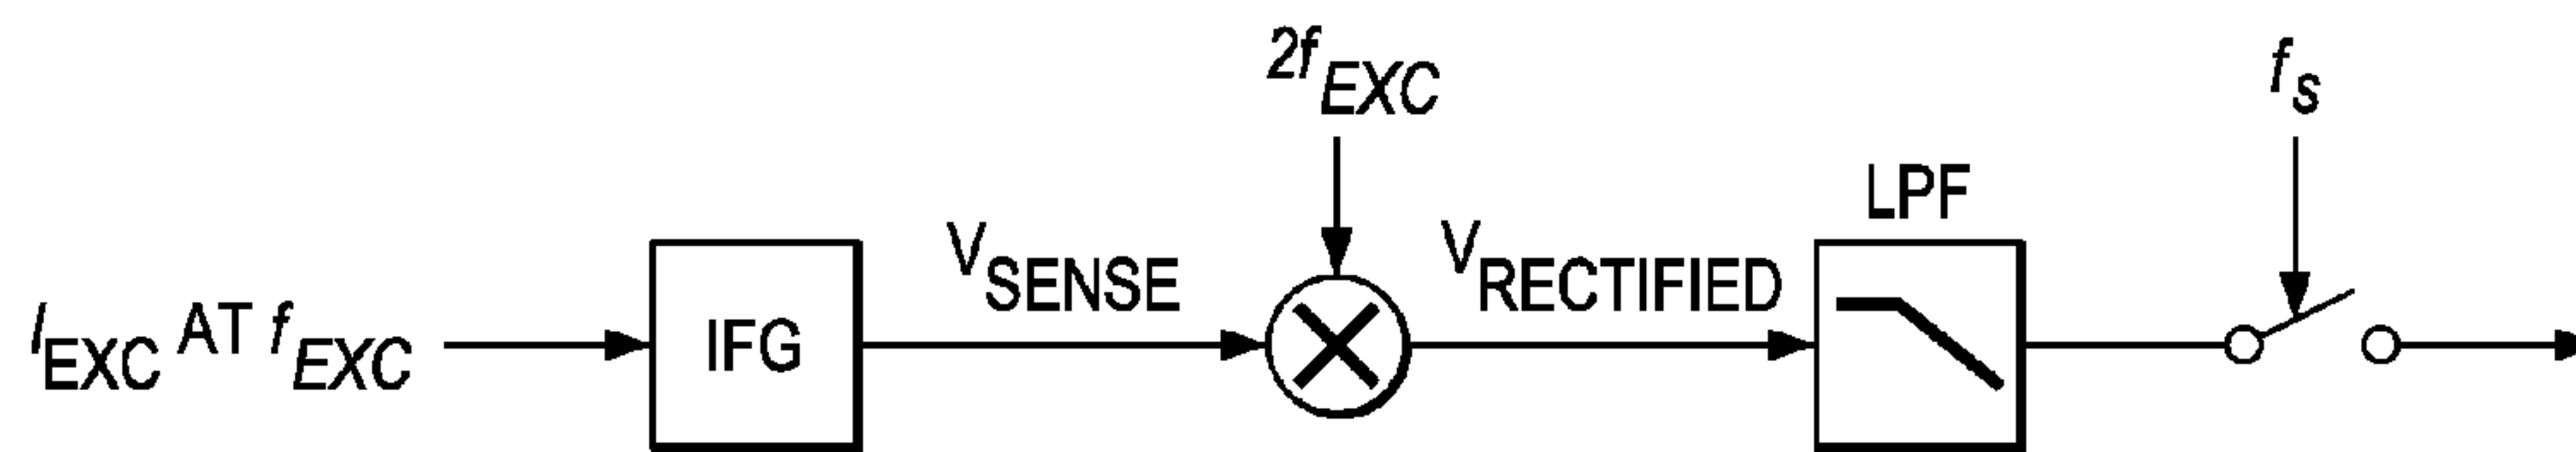 2fEXC
fS
LPF
VSENSE
VRECTIFIED
IEXC AT fEXC
IFG